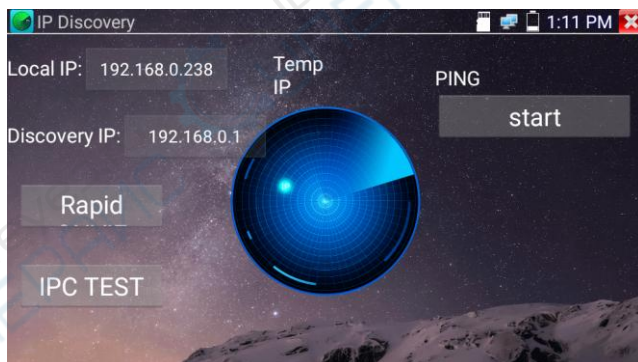 IP Discovery
1:11 PM
Local IP: 192.168.0.238
Temp
IP
PING
start
Discovery IP: 192.168.0.1
Rapid
IPC TEST